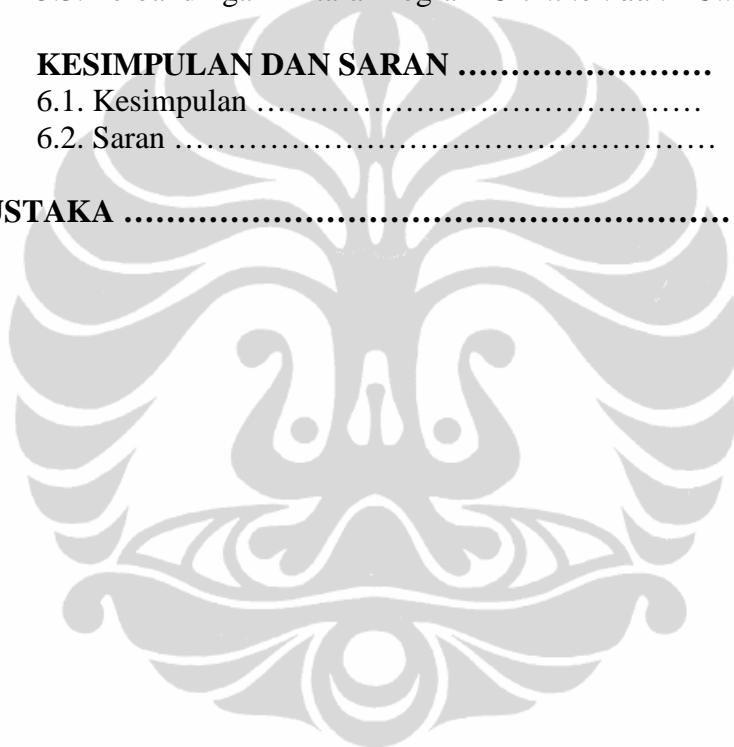 KESIMPULAN DAN SARAN ……………………
6.1. Kesimpulan ……………………………………
6.2. Saran ……………………………………………
USTAKA …………………………………………………